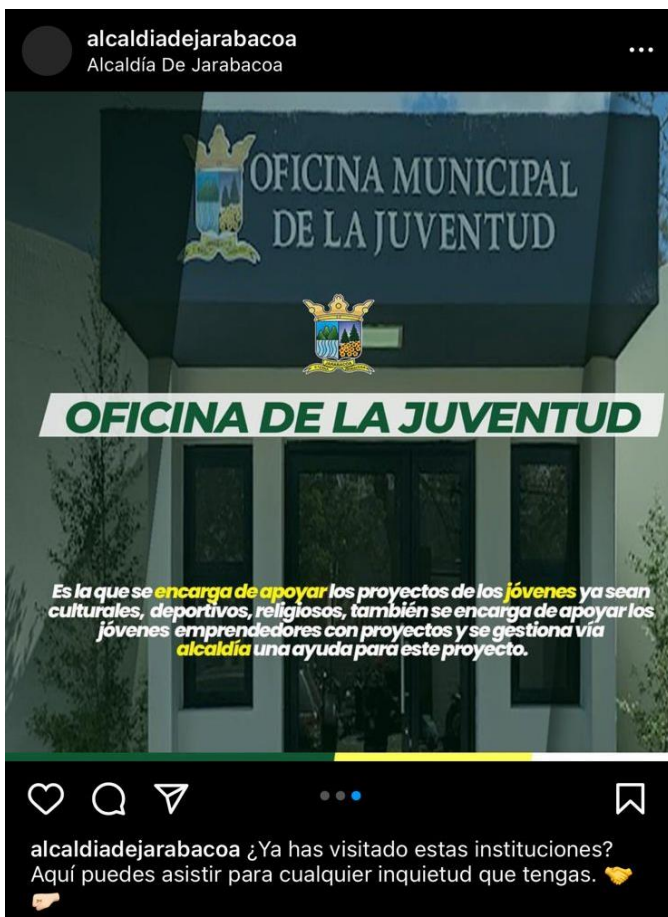 alcaldiadejarabacoa
Alcaldía De Jarabacoa
OFICINA MUNICIPAL
DE LA JUVENTUD
OFICINA DE LA JUVENTUD
Es la que se encarga de apoyar los proyectos de los jóvenes ya sean
culturales, deportivos, religiosos, también se encarga de apoyar los
jóvenes emprendedores con proyectos y se gestiona vía
alcaldía una ayuda para este proyecto.
alcaldiadejarabacoa ¿Ya has visitado estas instituciones?
Aquí puedes asistir para cualquier inquietud que tengas. 🤝
🤛🏻